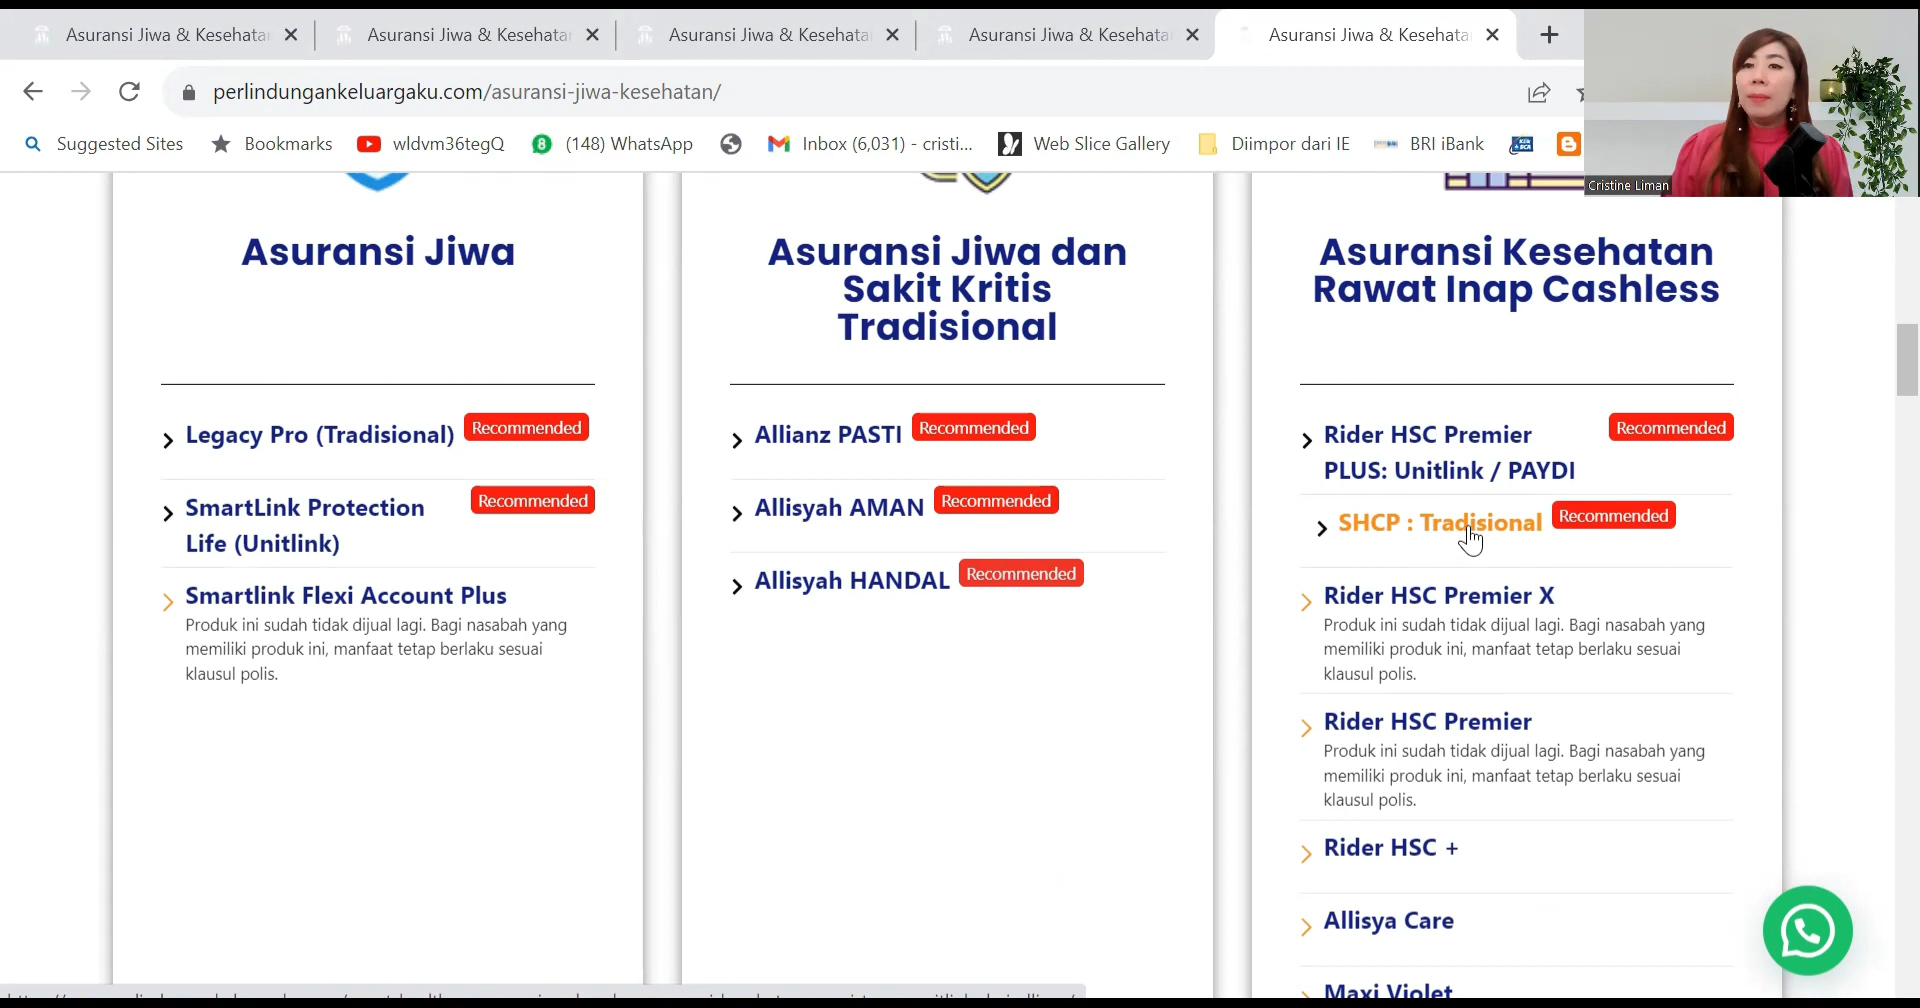 Asuransi Jiwa & Kesehata
Asuransi Jiwa & Kesehata
Asuransi Jiwa & Kesehata
Asuransi Jiwa & Kesehata
Asuransi Jiwa & Kesehata
perlindungankeluargaku.com/asuransi-jiwa-kesehatan/
Suggested Sites
Bookmarks
wldvm36tegQ
8
(148) WhatsApp
Inbox (6,031) - cristi...
Web Slice Gallery
Diimpor dari IE
BRI iBank
Cristine Liman
Asuransi Jiwa
Legacy Pro (Tradisional) Recommended
SmartLink Protection Recommended
Life (Unitlink)
Smartlink Flexi Account Plus
Produk ini sudah tidak dijual lagi. Bagi nasabah yang
memiliki produk ini, manfaat tetap berlaku sesuai
klausul polis.
Asuransi Jiwa dan
Sakit Kritis
Tradisional
Allianz PASTI Recommended
Allisyah AMAN Recommended
Allisyah HANDAL Recommended
Asuransi Kesehatan
Rawat Inap Cashless
Rider HSC Premier Recommended
PLUS: Unitlink / PAYDI
SHCP : Tradisional Recommended
Rider HSC Premier X
Produk ini sudah tidak dijual lagi. Bagi nasabah yang
memiliki produk ini, manfaat tetap berlaku sesuai
klausul polis.
Rider HSC Premier
Produk ini sudah tidak dijual lagi. Bagi nasabah yang
memiliki produk ini, manfaat tetap berlaku sesuai
klausul polis.
Rider HSC +
Allisya Care
Maxi Violet